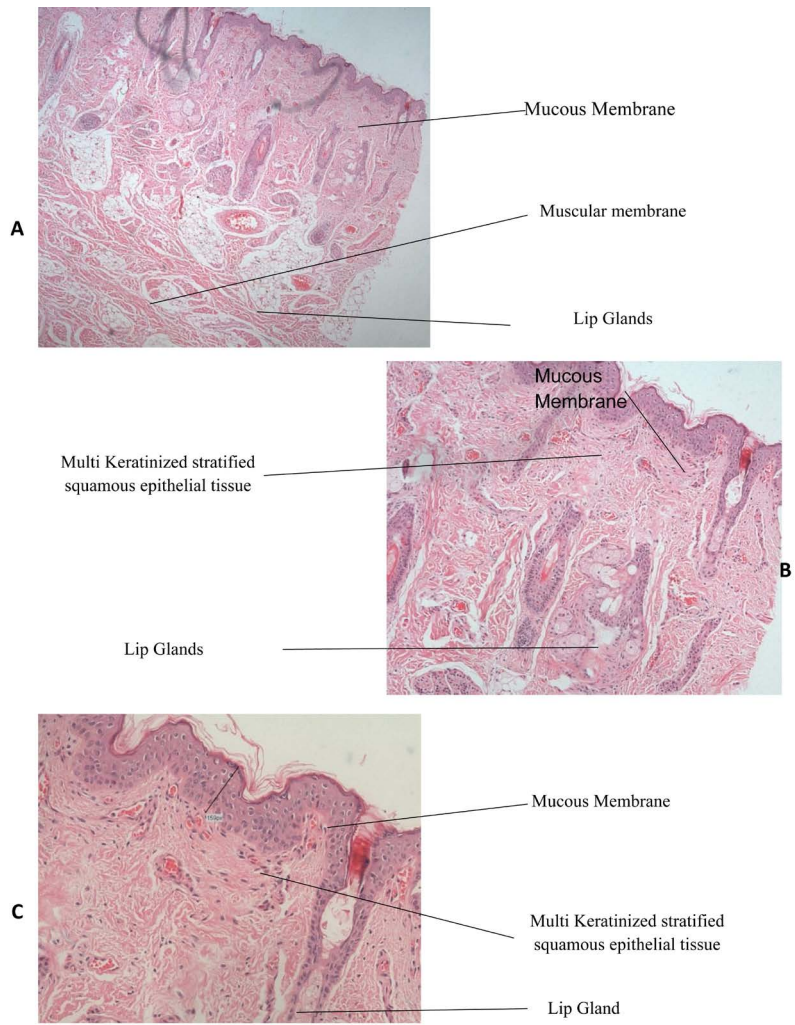 Mucous Membrane
Muscular membrane
A
Lip Glands
Mucous
Membrane
Multi Keratinized stratified
squamous epithelial tissue
B
Lip Glands
Mucous Membrane
C
Multi Keratinized stratified
squamous epithelial tissue
Lip Gland